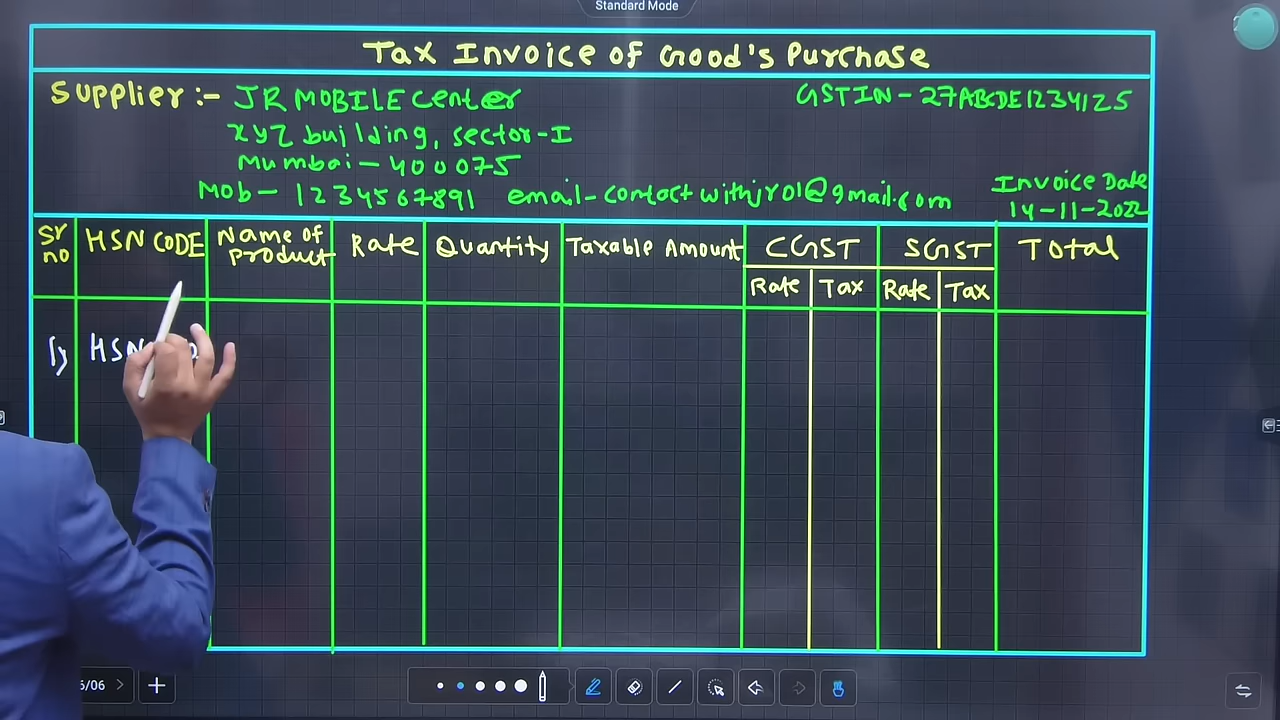 Standard Mode
Tax Invoice of Good's Purchase
Supplier :- JR MOBILE Center
GSTIN - 27ABCDE1234125
xyz building, sector-I
Mumbai - 400075
Mob - 1234567891 email-contactwithjr01@gmail.com
Invoice Date
14-11-2022
Sr no HSN CODE Name of Product Rate Quantity Taxable Amount CGST SGST Total
Rate Tax Rate Tax
1) HSN
6/06